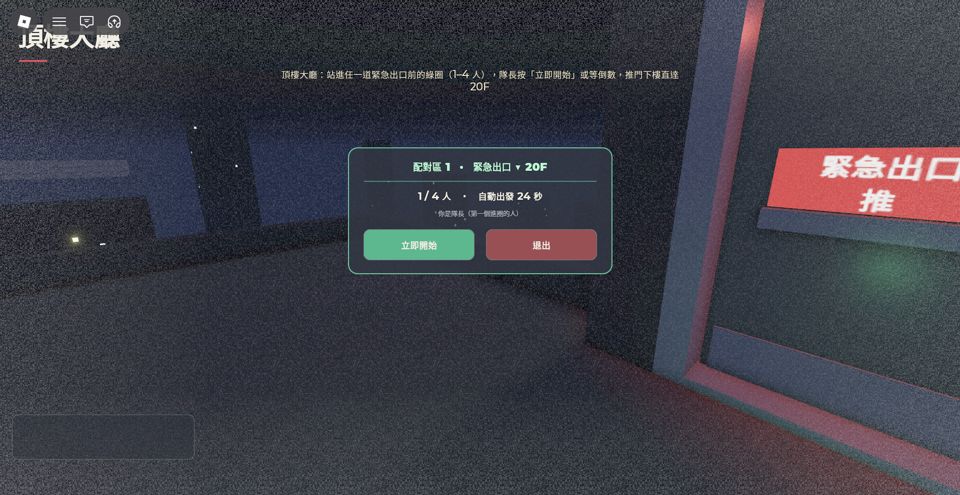 頂樓大廳
頂樓大廳：站進任一道緊急出口前的綠圈（1–4 人），隊長按「立即開始」或等倒數，推門下樓直達
20F
配對區 1 • 緊急出口 ▼ 20F
1 / 4 人 • 自動出發 24 秒
你是隊長（第一個進圈的人）
立即開始
退出
緊急出口
推